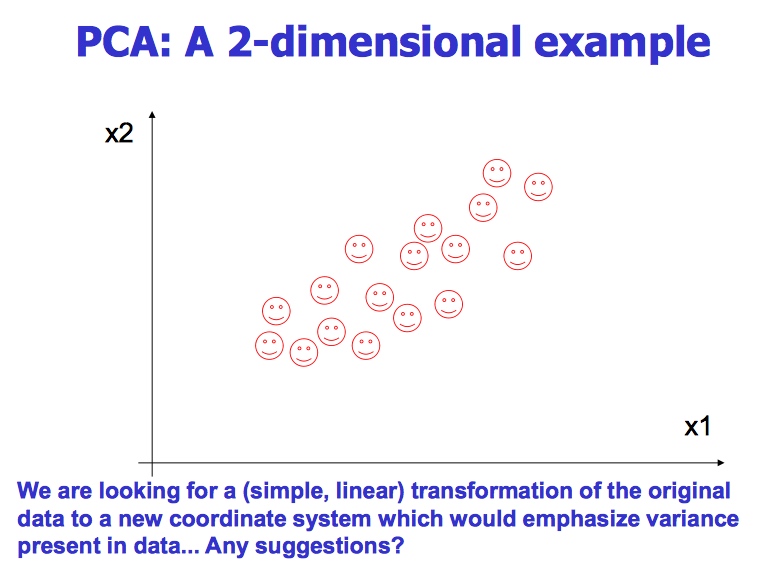 PCA: A 2-dimensional example
x2
x1
We are looking for a (simple, linear) transformation of the original
data to a new coordinate system which would emphasize variance
present in data... Any suggestions?